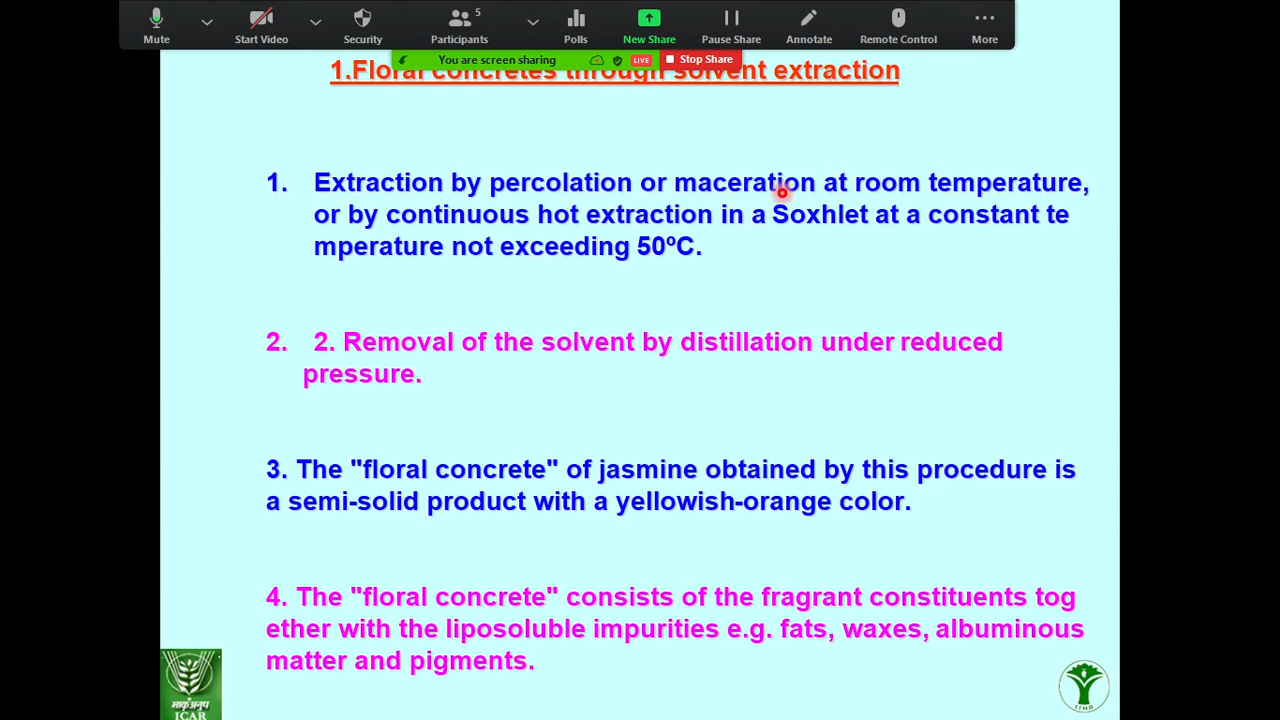 Mute
Start Video
Security
Participants
5
Polls
New Share
Pause Share
Annotate
Remote Control
More
You are screen sharing
LIVE
Stop Share
1.Floral concretes through solvent extraction
1. Extraction by percolation or maceration at room temperature,
or by continuous hot extraction in a Soxhlet at a constant te
mperature not exceeding 50ºC.
2. 2. Removal of the solvent by distillation under reduced
pressure.
3. The "floral concrete" of jasmine obtained by this procedure is
a semi-solid product with a yellowish-orange color.
4. The "floral concrete" consists of the fragrant constituents tog
ether with the liposoluble impurities e.g. fats, waxes, albuminous
matter and pigments.
भाकृअनुप
ICAR
IIHR